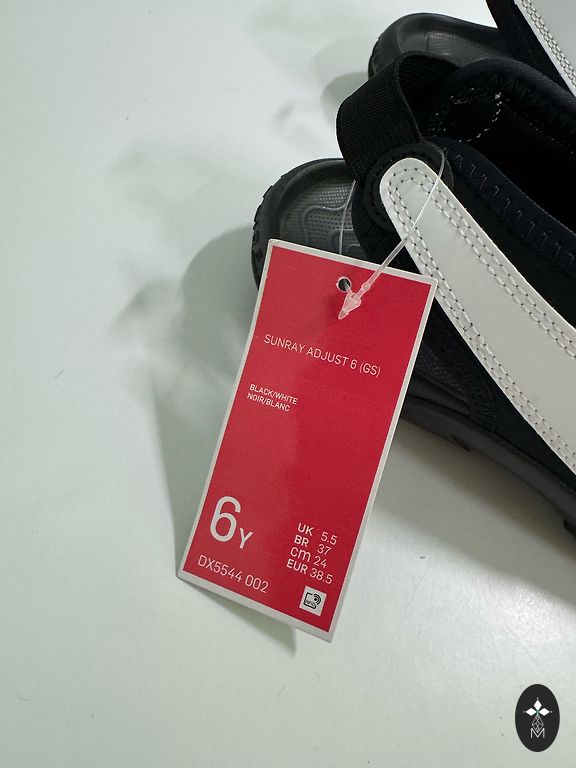 SUNRAY ADJUST 6 (GS)
BLACK/WHITE
NOIR/BLANC
6Y
UK 5.5
BR 37
cm 24
EUR 38.5
DX5544 002
RFID
M